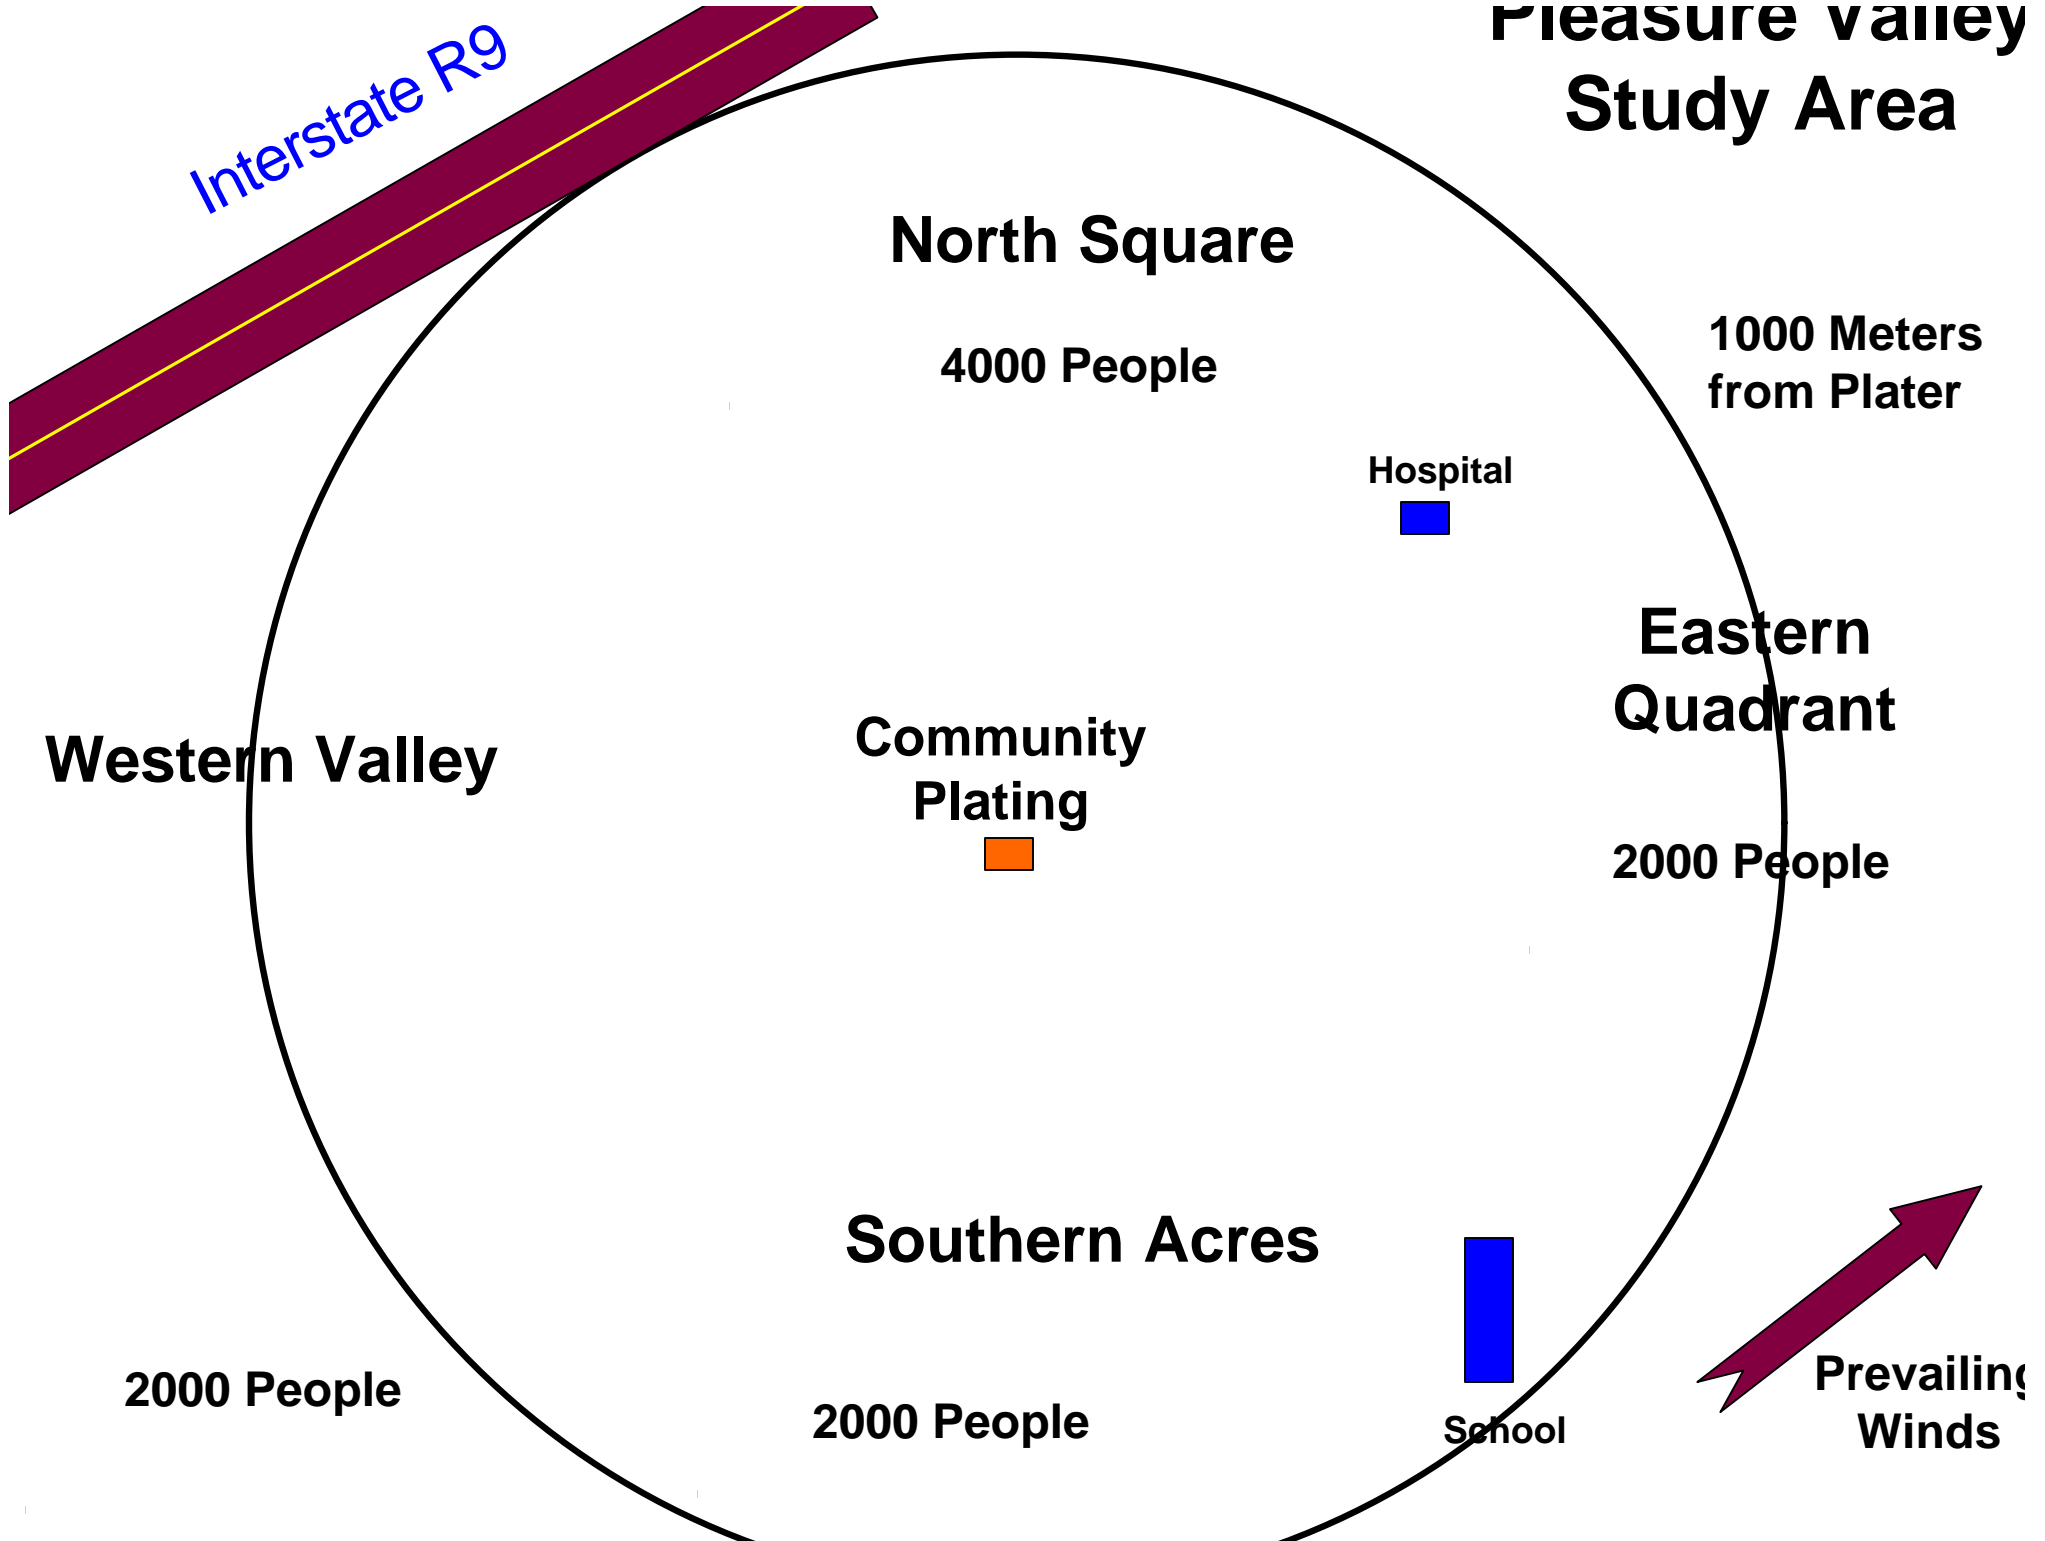 Pleasure Valley
Study Area
Interstate R9
North Square
4000 People
1000 Meters
from Plater
Hospital
Eastern
Quadrant
2000 People
Western Valley
Community
Plating
Southern Acres
2000 People
2000 People
School
Prevailing
Winds